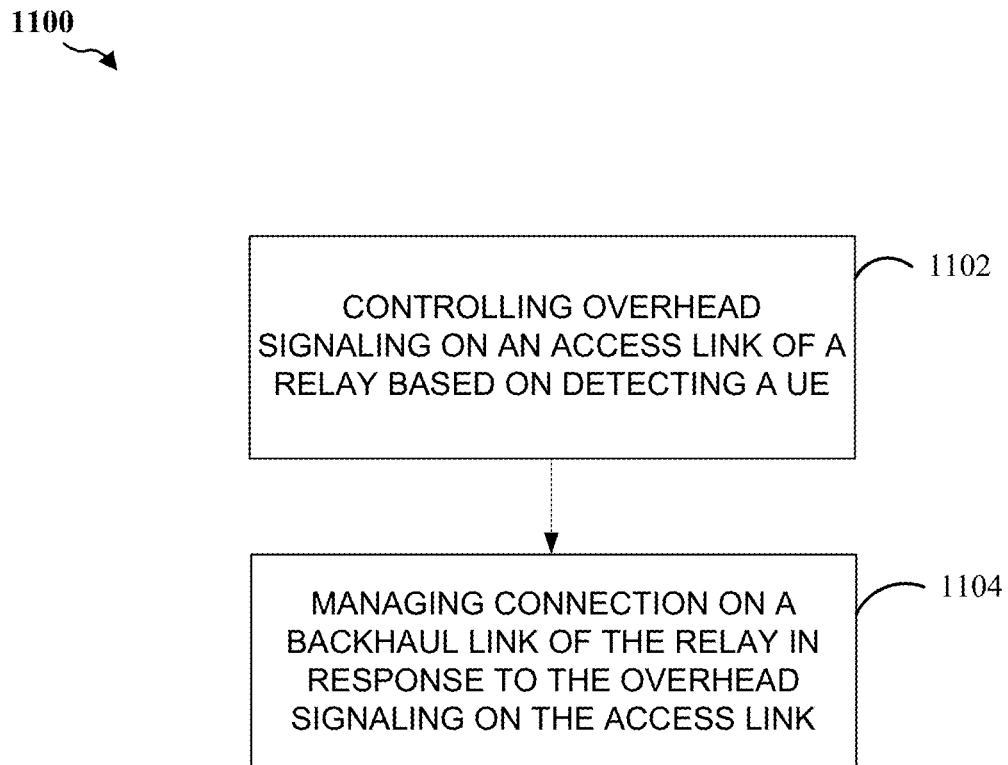 1100
CONTROLLING OVERHEAD
SIGNALING ON AN ACCESS LINK OF A
RELAY BASED ON DETECTING A UE
1102
MANAGING CONNECTION ON A
BACKHAUL LINK OF THE RELAY IN
RESPONSE TO THE OVERHEAD
SIGNALING ON THE ACCESS LINK
1104